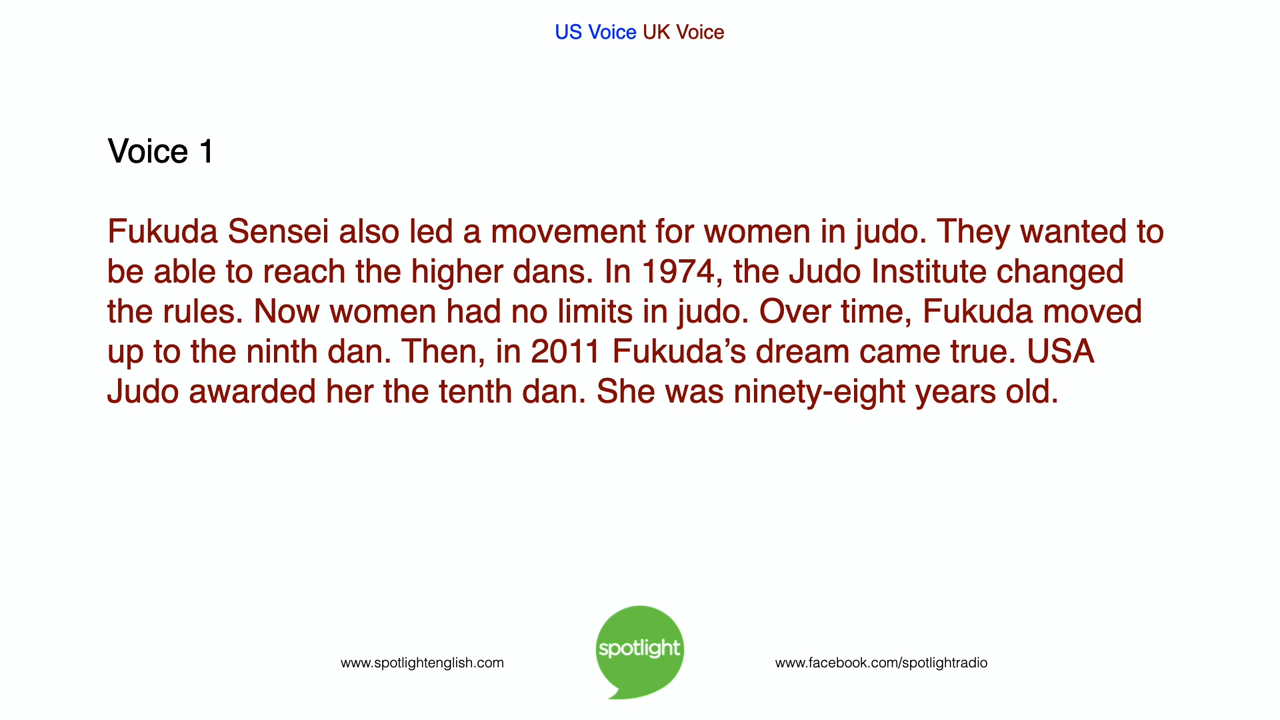 US Voice UK Voice
Voice 1
Fukuda Sensei also led a movement for women in judo. They wanted to
be able to reach the higher dans. In 1974, the Judo Institute changed
the rules. Now women had no limits in judo. Over time, Fukuda moved
up to the ninth dan. Then, in 2011 Fukuda’s dream came true. USA
Judo awarded her the tenth dan. She was ninety-eight years old.
www.spotlightenglish.com
spotlight
www.facebook.com/spotlightradio